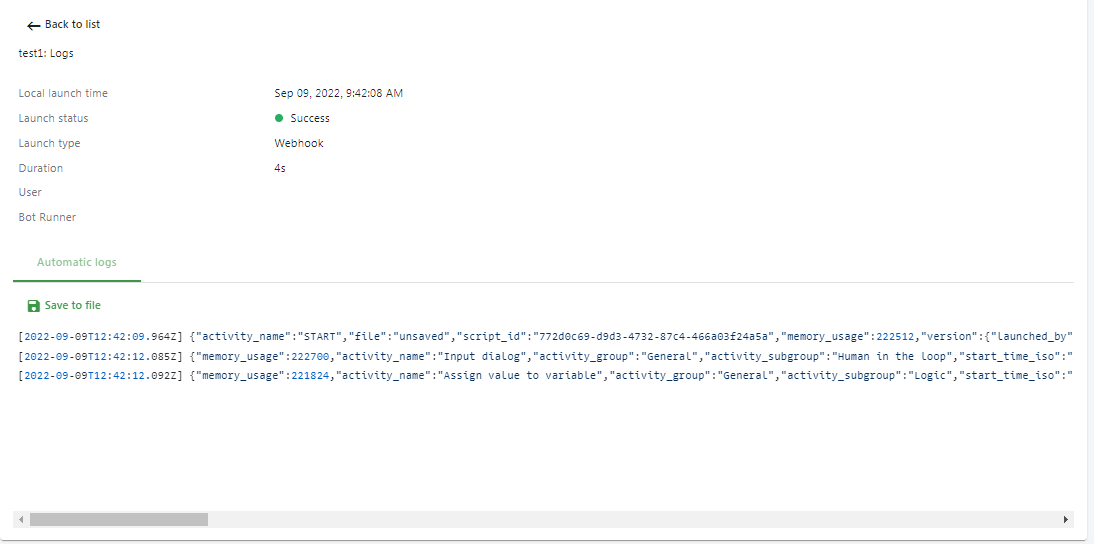 Back to list
test1: Logs
Local launch time Sep 09, 2022, 9:42:08 AM
Launch status Success
Launch type Webhook
Duration 4s
User
Bot Runner
Automatic logs
Save to file
[2022-09-09T12:42:09.964Z] {"activity_name":"START","file":"unsaved","script_id":"772d0c69-d9d3-4732-87c4-466a03f24a5a","memory_usage":222512,"version":{"launched_by"
[2022-09-09T12:42:12.085Z] {"memory_usage":222700,"activity_name":"Input dialog","activity_group":"General","activity_subgroup":"Human in the loop","start_time_iso":"
[2022-09-09T12:42:12.092Z] {"memory_usage":221824,"activity_name":"Assign value to variable","activity_group":"General","activity_subgroup":"Logic","start_time_iso":"